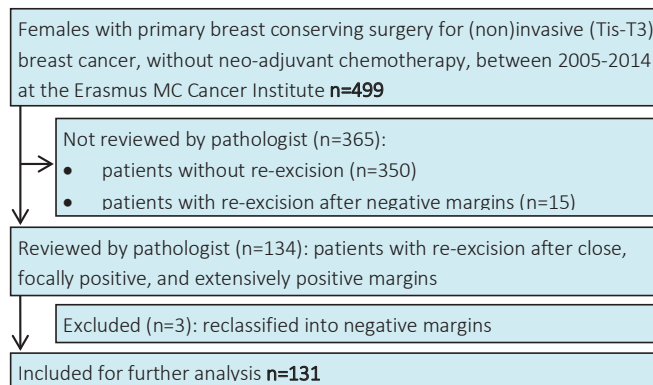 Females with primary breast conserving surgery for (non)invasive (Tis-T3)
breast cancer, without neo-adjuvant chemotherapy, between 2005-2014
at the Erasmus MC Cancer Institute n=499
Not reviewed by pathologist (n=365):
• patients without re-excision (n=350)
• patients with re-excision after negative margins (n=15)
Reviewed by pathologist (n=134): patients with re-excision after close,
focally positive, and extensively positive margins
Excluded (n=3): reclassified into negative margins
Included for further analysis n=131